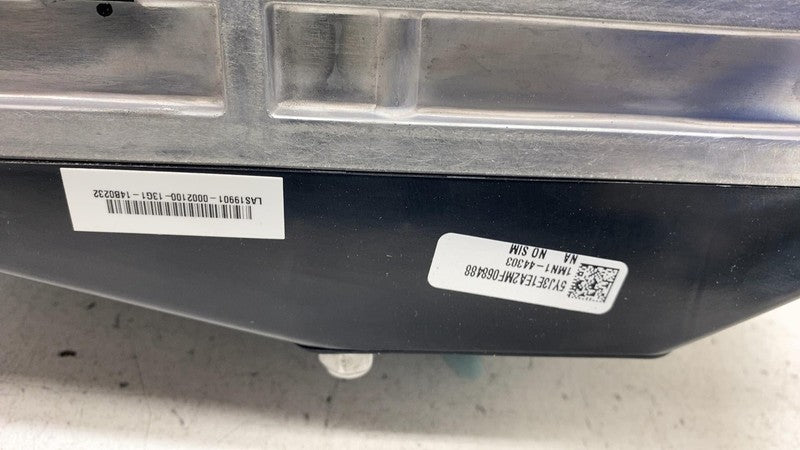 LAS19901-0002100-13G1-14B0232
5YJ3E1EA2MF068488
1MN1-44303
NO SIM
NA